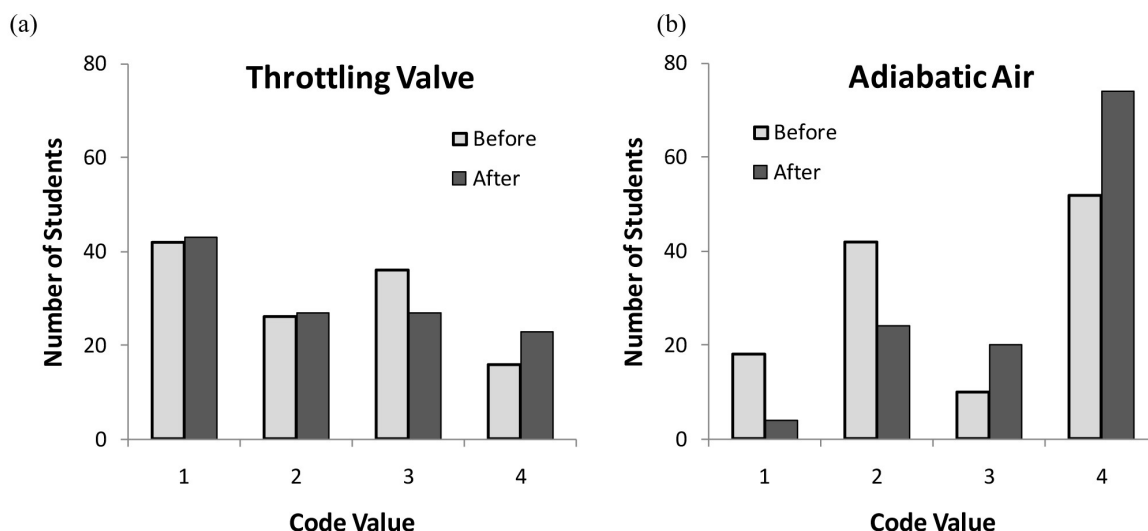 (a)
Throttling Valve
Number of Students
80
60
40
20
0
Before
After
1 2 3 4
Code Value
(b)
Adiabatic Air
Number of Students
80
60
40
20
0
Before
After
1 2 3 4
Code Value